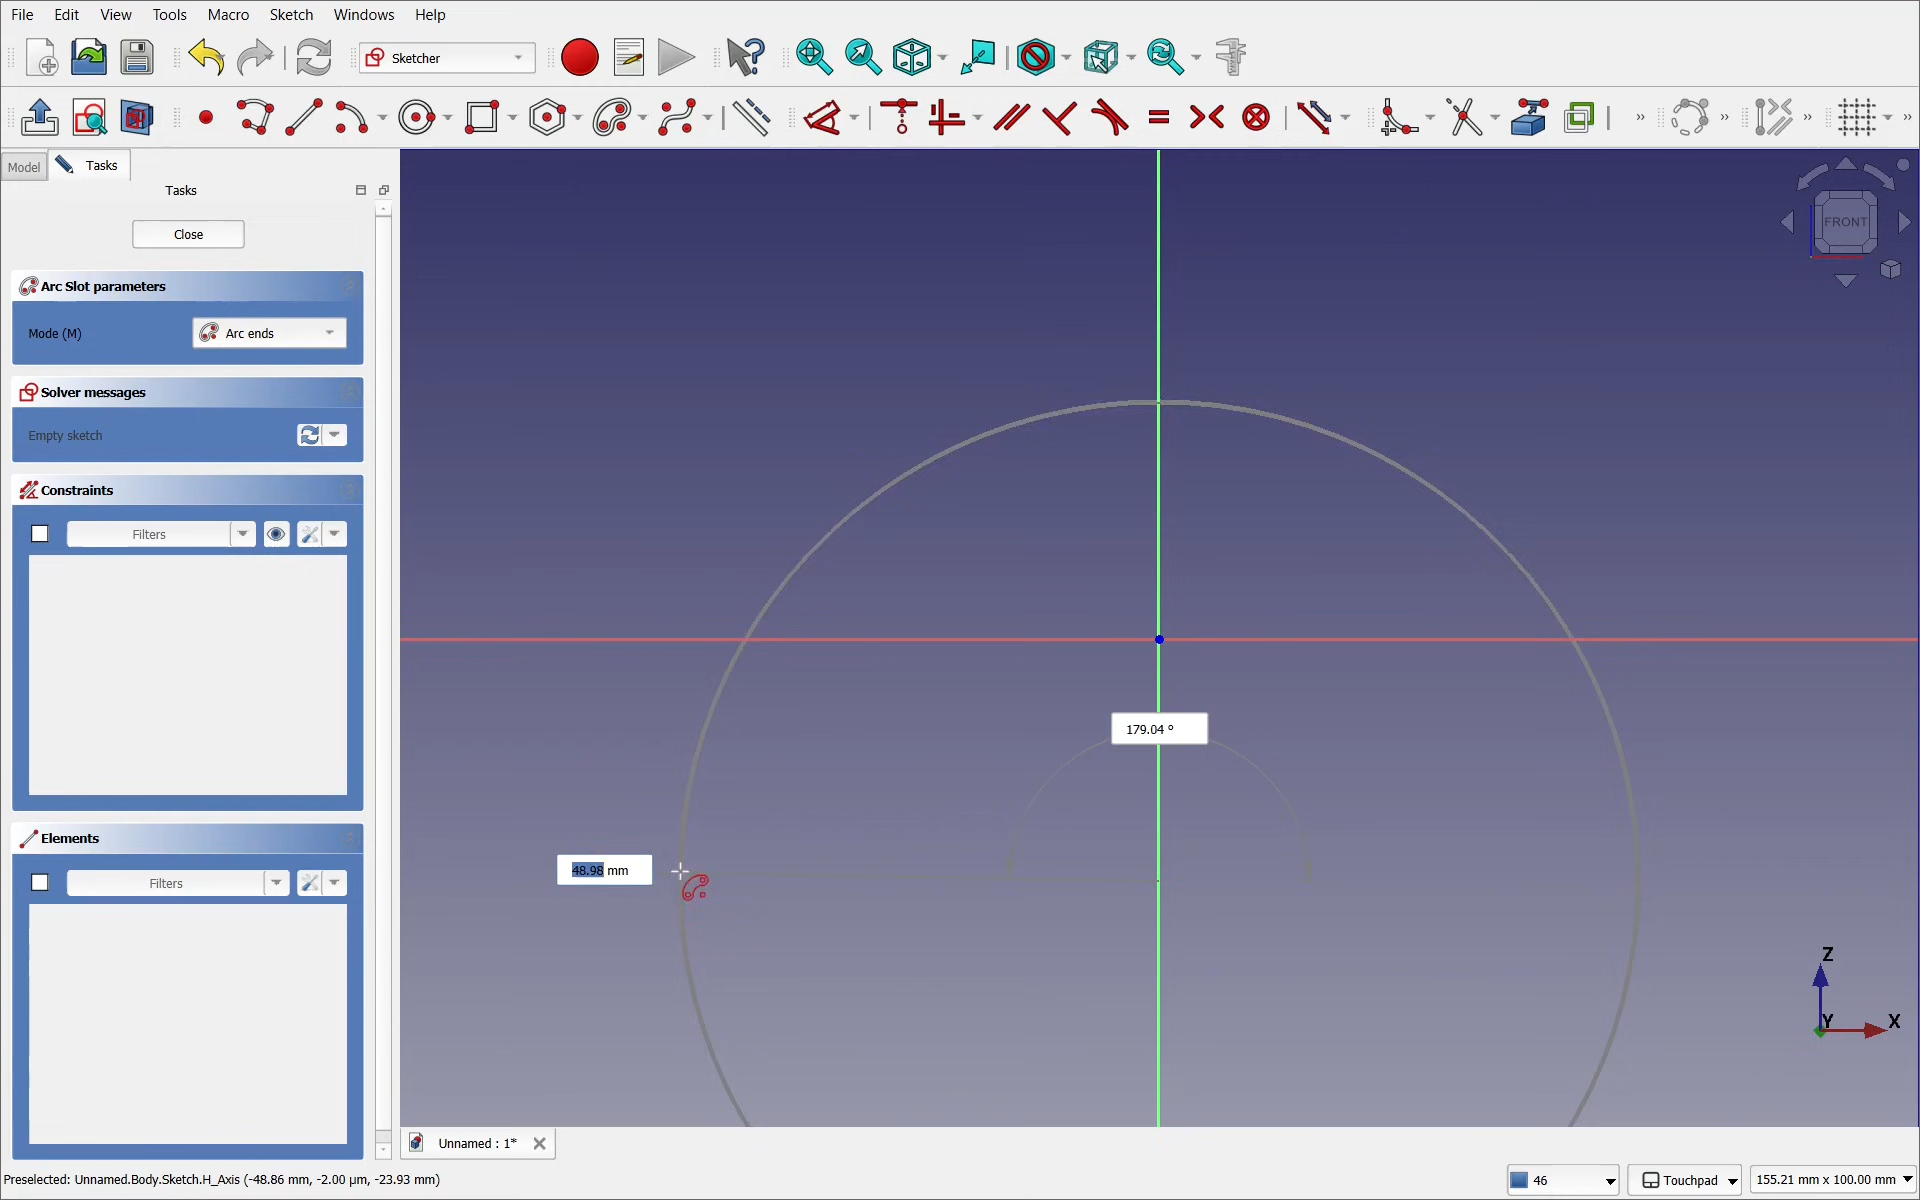 File Edit View Tools Macro Sketch Windows Help
Sketcher
Model Tasks
Tasks
Close
Arc Slot parameters
Mode (M) Arc ends
Solver messages
Empty sketch
Constraints
Filters
Elements
Filters
FRONT
179.04 °
48.98 mm
Z
Y X
Unnamed : 1*
Preselected: Unnamed.Body.Sketch.H_Axis (-48.86 mm, -2.00 µm, -23.93 mm)
46 Touchpad 155.21 mm x 100.00 mm